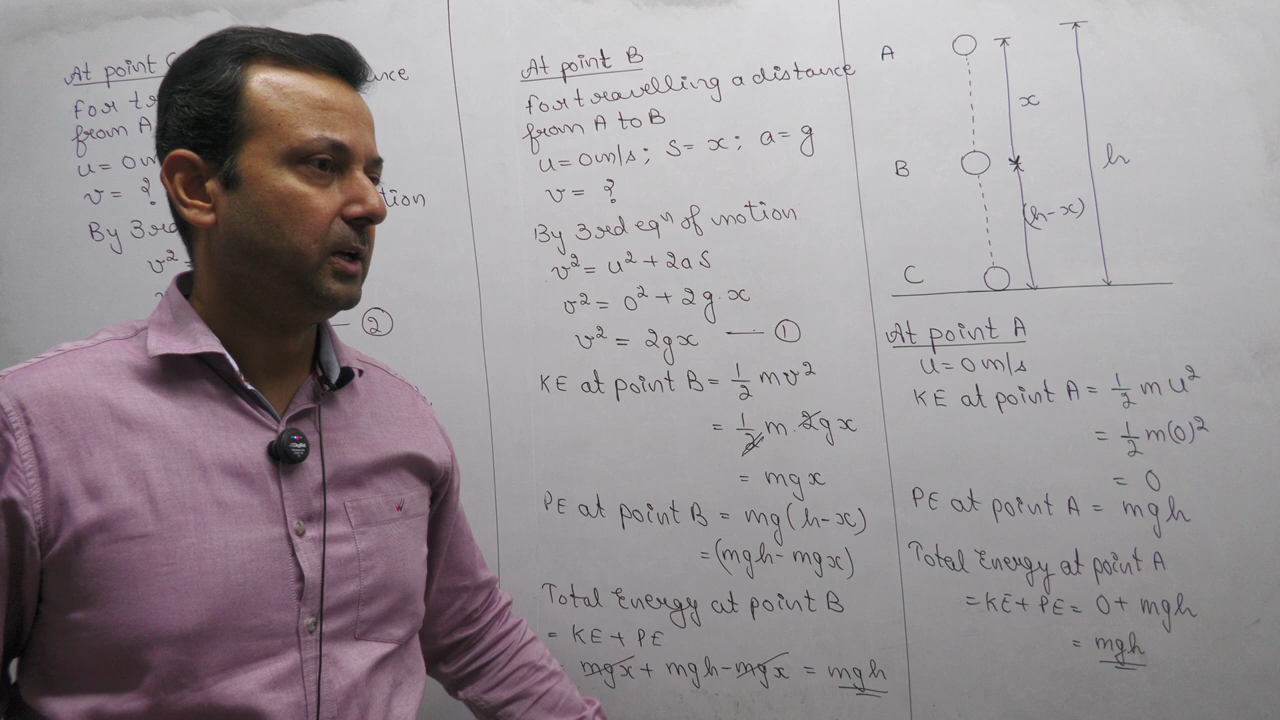 At point C
nce
for tr
from A
u = 0 m
v = ?
tion
By 3rd
v² =
②
At point B
for travelling a distance
from A to B
u = 0 m/s ; S = x ; a = g
v = ?
By 3rd eqⁿ of motion
v² = u² + 2aS
v² = 0² + 2g.x
v² = 2gx — ①
KE at point B = 1/2 mv²
= 1/2 m.2gx
= mgx
PE at point B = mg(h-x)
= (mgh - mgx)
Total Energy at point B
= KE + PE
mgx + mgh - mgx = mgh
A
x
B
h
(h-x)
C
At point A
u = 0 m/s
KE at point A = 1/2 mu²
= 1/2 m(0)²
= 0
PE at point A = mgh
Total Energy at point A
= KE + PE = 0 + mgh
= mgh